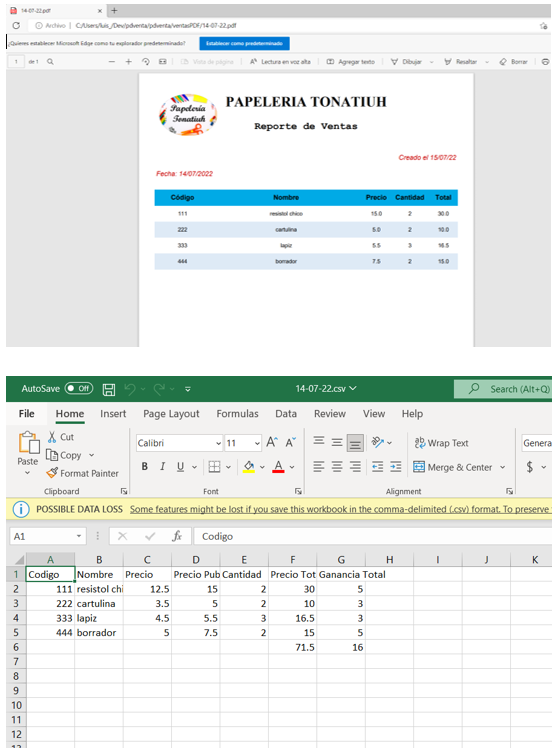 14-07-22.pdf
Archivo C:/Users/luis_/Dev/pdventa/pdventa/ventasPDF/14-07-22.pdf
¿Quieres establecer Microsoft Edge como tu explorador predeterminado? Establecer como predeterminado
1 de 1 Vista de página Lectura en voz alta Agregar texto Dibujar Resaltar Borrar
Papelería
Tonatiuh
PAPELERIA TONATIUH
Reporte de Ventas
Creado el 15/07/22
Fecha: 14/07/2022
Código Nombre Precio Cantidad Total
111 resistol chico 15.0 2 30.0
222 cartulina 5.0 2 10.0
333 lapiz 5.5 3 16.5
444 borrador 7.5 2 15.0
AutoSave Off 14-07-22.csv Search (Alt+Q)
File Home Insert Page Layout Formulas Data Review View Help
Paste Cut Copy Format Painter Calibri 11 B I U A Wrap Text Merge & Center Genera $
Clipboard Font Alignment
POSSIBLE DATA LOSS Some features might be lost if you save this workbook in the comma-delimited (.csv) format. To preserve
A1 fx Codigo
A B C D E F G H I J K
1 Codigo Nombre Precio Precio Pub Cantidad Precio Tot Ganancia Total
2 111 resistol chi 12.5 15 2 30 5
3 222 cartulina 3.5 5 2 10 3
4 333 lapiz 4.5 5.5 3 16.5 3
5 444 borrador 5 7.5 2 15 5
6 71.5 16
7
8
9
10
11
12
13